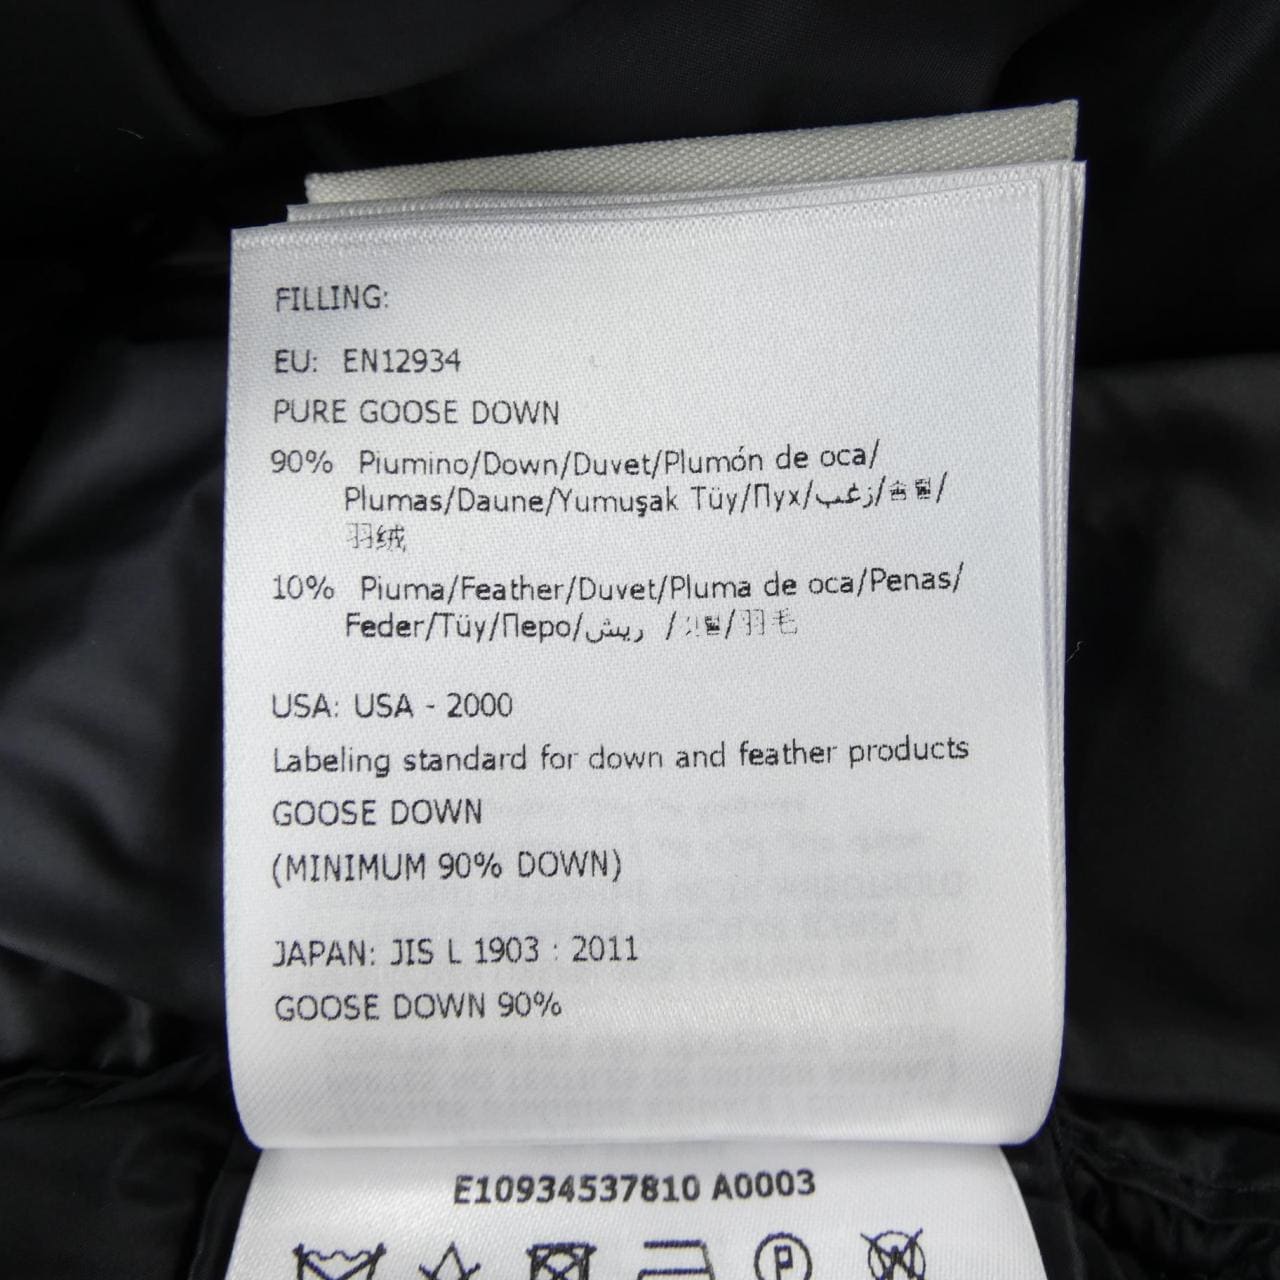 FILLING:
EU: EN12934
PURE GOOSE DOWN
90% Piumino/Down/Duvet/Plumón de oca/
Plumas/Daune/Yumuşak Tüy/Пух/زغب/솜털/
羽绒
10% Piuma/Feather/Duvet/Pluma de oca/Penas/
Feder/Tüy/Перо/ريش / /羽毛
USA: USA - 2000
Labeling standard for down and feather products
GOOSE DOWN
(MINIMUM 90% DOWN)
JAPAN: JIS L 1903 : 2011
GOOSE DOWN 90%
E10934537810 A0003
P
W